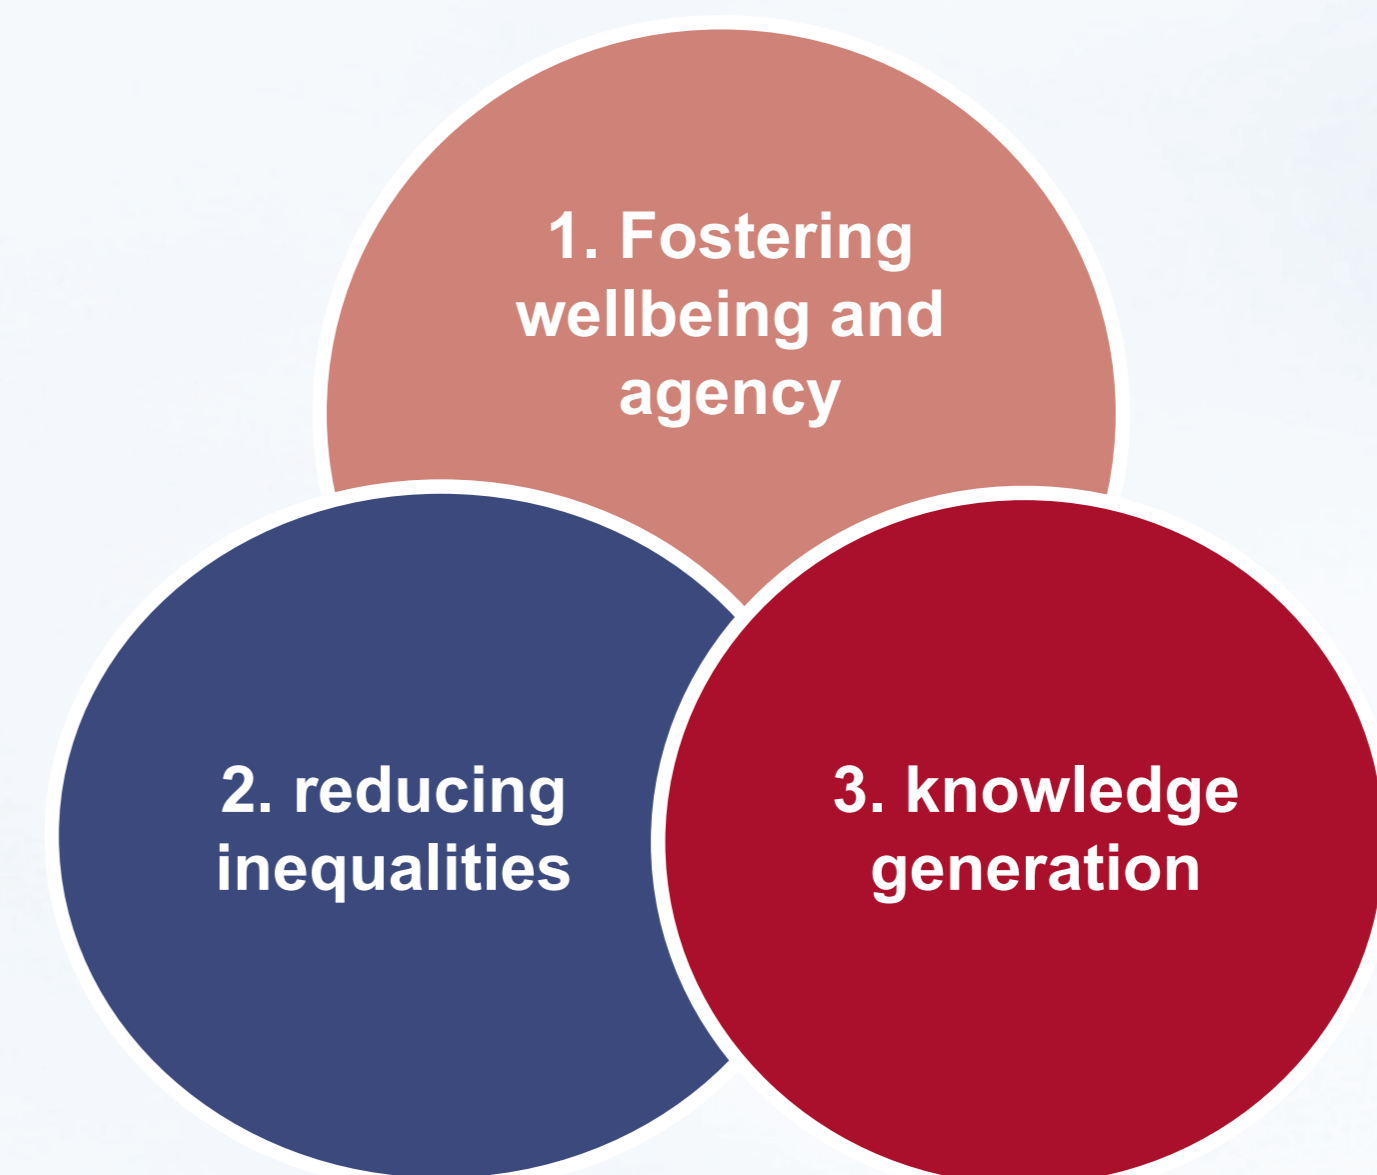 1. Fostering
wellbeing and
agency
2. reducing
inequalities
3. knowledge
generation